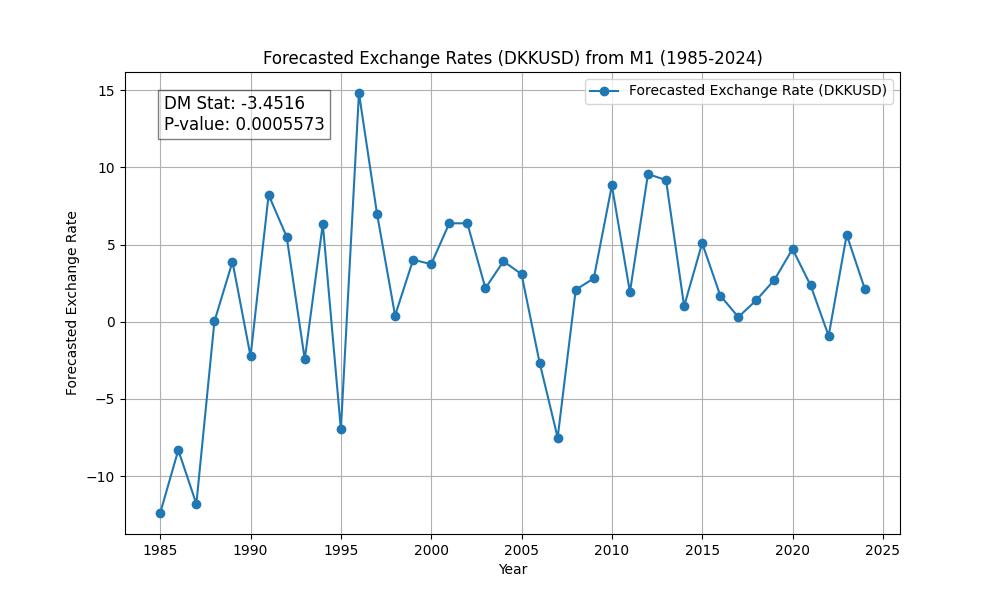 Forecasted Exchange Rates (DKKUSD) from M1 (1985-2024)
DM Stat: -3.4516
P-value: 0.0005573
Forecasted Exchange Rate (DKKUSD)
Forecasted Exchange Rate
15
10
5
0
−5
−10
1985
1990
1995
2000
2005
2010
2015
2020
2025
Year